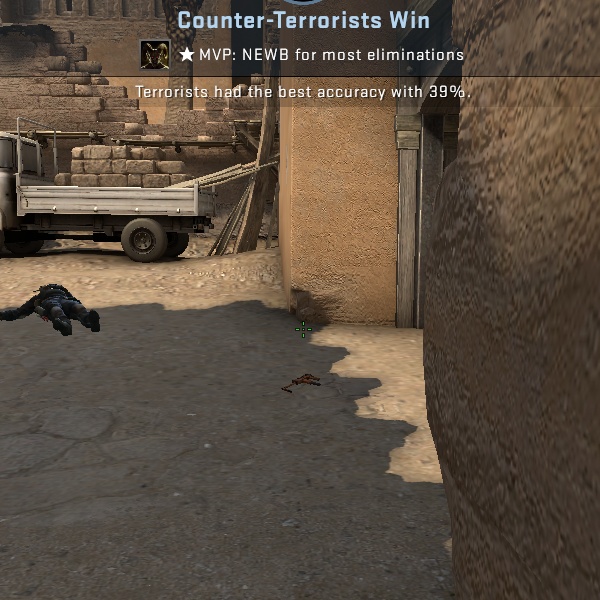 Counter-Terrorists Win
★ MVP: NEWB for most eliminations
Terrorists had the best accuracy with 39%.